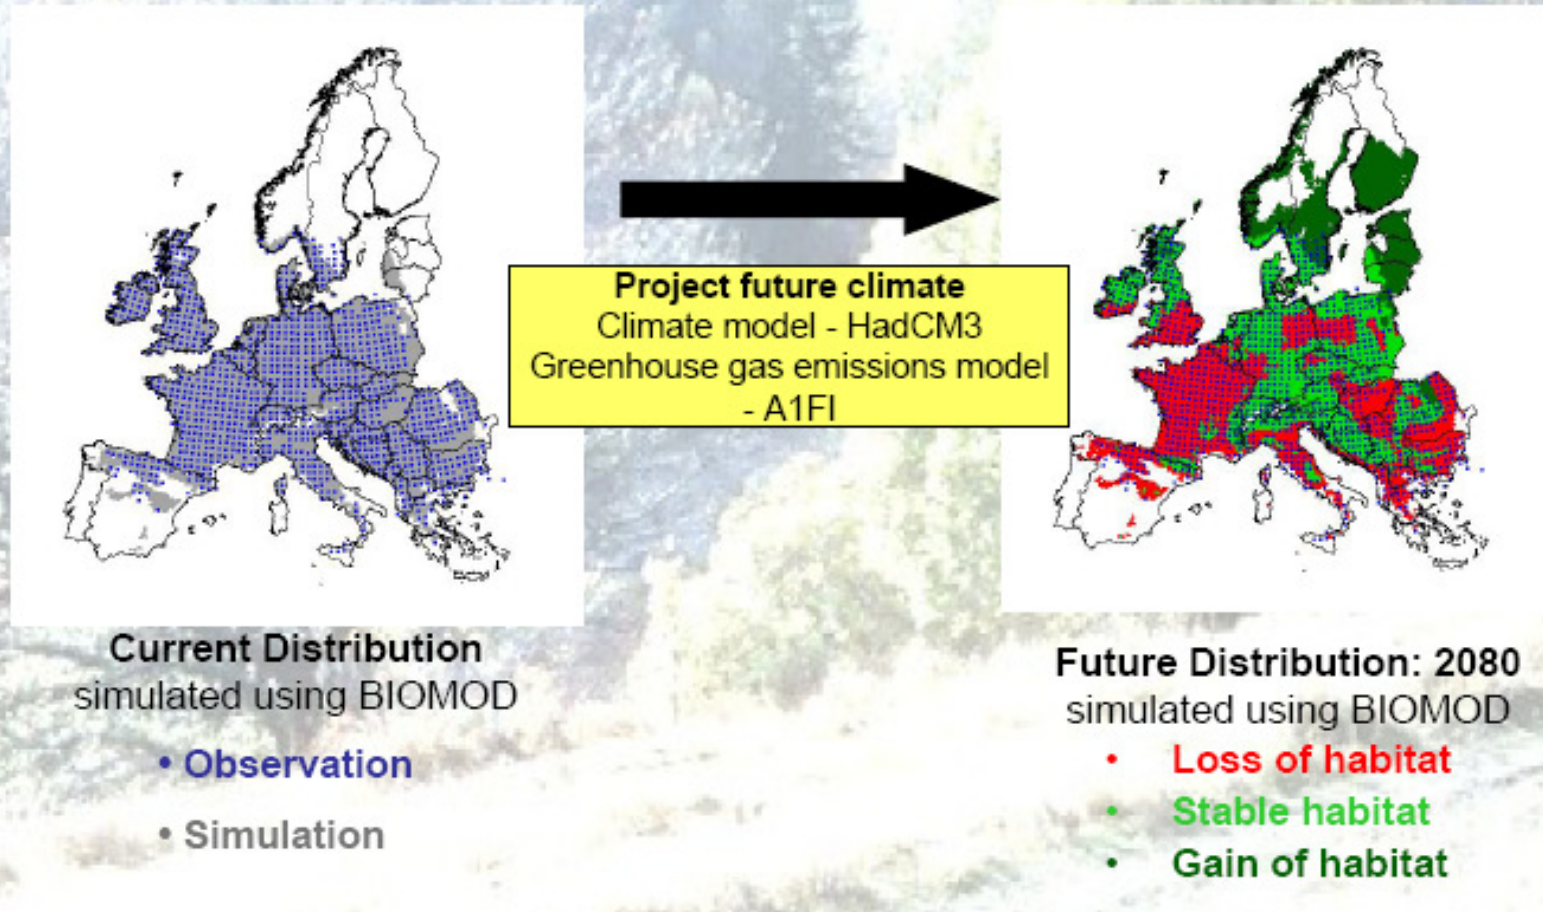 Project future climate
Climate model - HadCM3
Greenhouse gas emissions model
- A1FI
Current Distribution
simulated using BIOMOD
• Observation
• Simulation
Future Distribution: 2080
simulated using BIOMOD
• Loss of habitat
• Stable habitat
• Gain of habitat